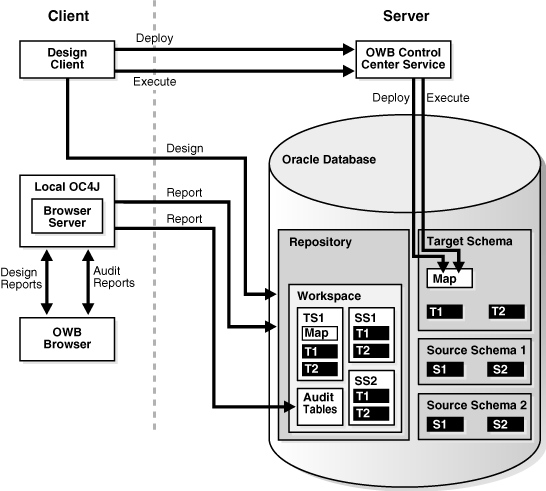 Client
Server
Design
Client
Deploy
Execute
OWB Control
Center Service
Deploy
Execute
Design
Oracle Database
Local OC4J
Browser
Server
Report
Report
Design
Reports
Audit
Reports
OWB
Browser
Repository
Workspace
TS1
Map
T1
T2
SS1
T1
T2
Audit
Tables
SS2
T1
T2
Target Schema
Map
T1
T2
Source Schema 1
S1
S2
Source Schema 2
S1
S2